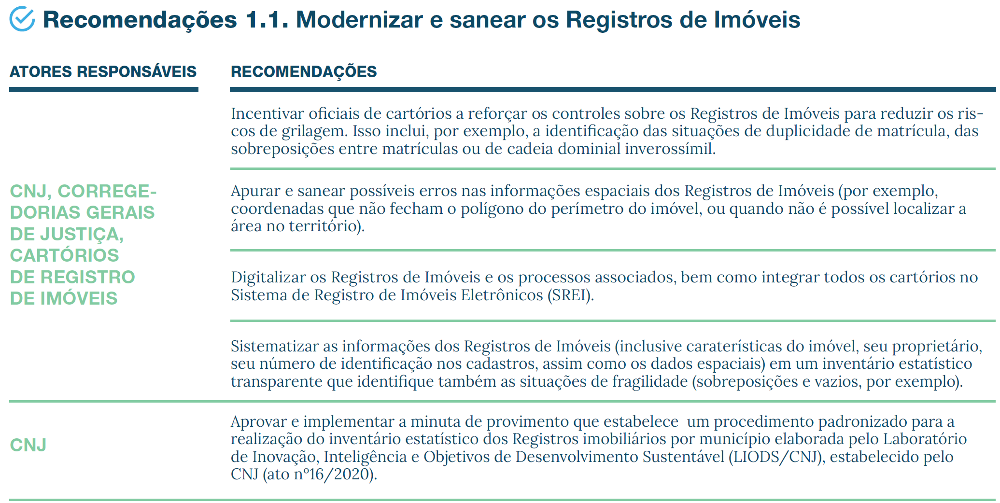 Recomendações 1.1. Modernizar e sanear os Registros de Imóveis
ATORES RESPONSÁVEIS
RECOMENDAÇÕES
CNJ, CORREGE-
DORIAS GERAIS
DE JUSTIÇA,
CARTÓRIOS
DE REGISTRO
DE IMÓVEIS
Incentivar oficiais de cartórios a reforçar os controles sobre os Registros de Imóveis para reduzir os ris-
cos de grilagem. Isso inclui, por exemplo, a identificação das situações de duplicidade de matrícula, das
sobreposições entre matrículas ou de cadeia dominial inverossímil.
Apurar e sanear possíveis erros nas informações espaciais dos Registros de Imóveis (por exemplo,
coordenadas que não fecham o polígono do perímetro do imóvel, ou quando não é possível localizar a
área no território).
Digitalizar os Registros de Imóveis e os processos associados, bem como integrar todos os cartórios no
Sistema de Registro de Imóveis Eletrônicos (SREI).
Sistematizar as informações dos Registros de Imóveis (inclusive caraterísticas do imóvel, seu proprietário,
seu número de identificação nos cadastros, assim como os dados espaciais) em um inventário estatístico
transparente que identifique também as situações de fragilidade (sobreposições e vazios, por exemplo).
CNJ
Aprovar e implementar a minuta de provimento que estabelece  um procedimento padronizado para a
realização do inventário estatístico dos Registros imobiliários por município elaborada pelo Laboratório
de Inovação, Inteligência e Objetivos de Desenvolvimento Sustentável (LIODS/CNJ), estabelecido pelo
CNJ (ato nº16/2020).